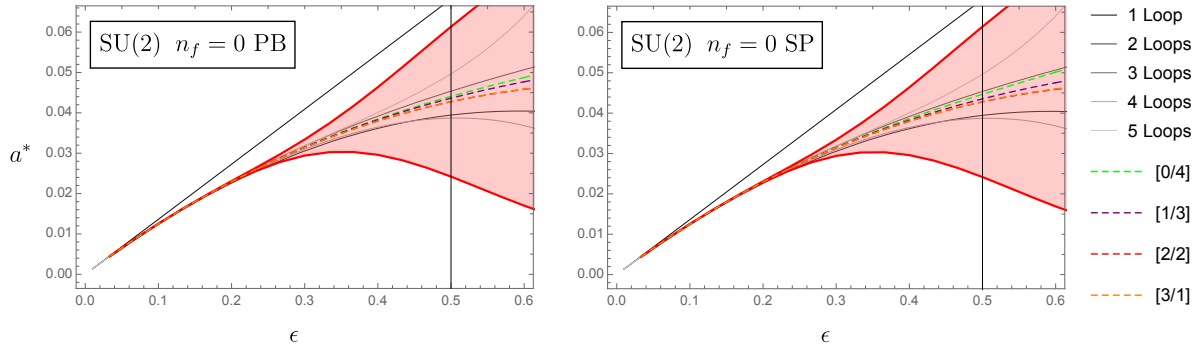 SU(2) n_f = 0 PB
a*
0.06
0.05
0.04
0.03
0.02
0.01
0.00
0.0 0.1 0.2 0.3 0.4 0.5 0.6
ϵ
SU(2) n_f = 0 SP
0.06
0.05
0.04
0.03
0.02
0.01
0.00
0.0 0.1 0.2 0.3 0.4 0.5 0.6
ϵ
1 Loop
2 Loops
3 Loops
4 Loops
5 Loops
[0/4]
[1/3]
[2/2]
[3/1]